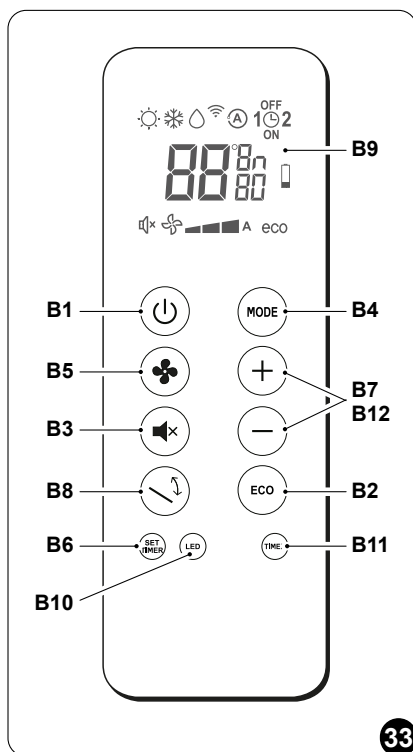 OFF
A 1 2
ON
88°8n
80
B9
A eco
B1
MODE
B4
B5
B7
B12
B3
B8
ECO
B2
B6
SET
TIMER
LED
TIME
B11
B10
33